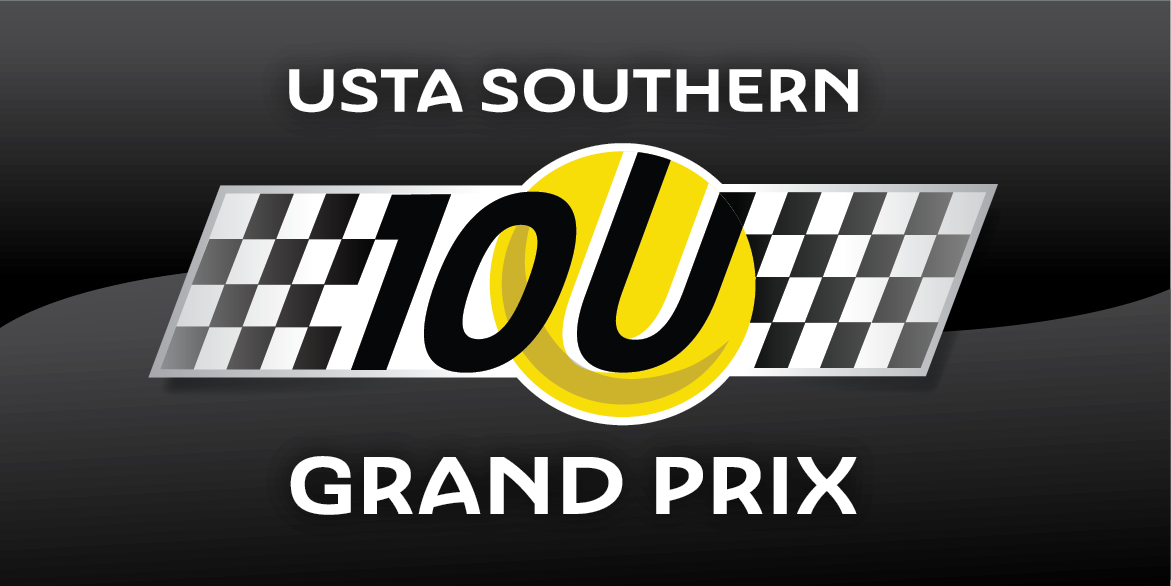 USTA SOUTHERN
10U
GRAND PRIX